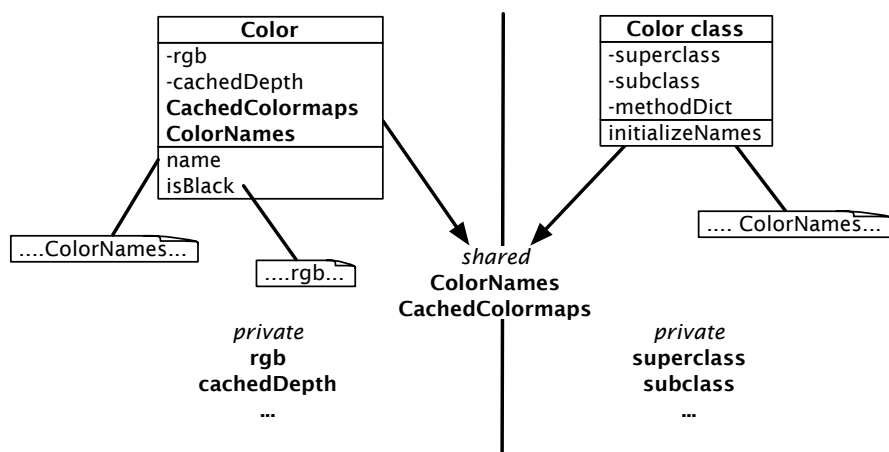 Color
-rgb
-cachedDepth
CachedColormaps
ColorNames
name
isBlack
....ColorNames...
....rgb...
private
rgb
cachedDepth
...
shared
ColorNames
CachedColormaps
Color class
-superclass
-subclass
-methodDict
initializeNames
.... ColorNames...
private
superclass
subclass
...